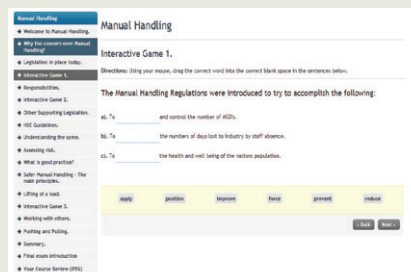 Manual Handling
Welcome to Manual Handling.
Why the concern over Manual
Handling?
Legislation in place today.
Interactive Game 1.
Responsibilities.
Interactive Game 2.
Other Supporting Legislation.
HSE Guidelines.
Understanding the spine.
Assessing risk.
What is good practice?
Safer Manual Handling - The
main principles.
Lifting of a load.
Interactive Game 3.
Working with others.
Pushing and Pulling.
Summary.
Final exam introduction
Your Course Review (95%)
Manual Handling
Interactive Game 1.
Directions: Using your mouse, drag the correct word into the correct blank space in the sentences below.
The Manual Handling Regulations were introduced to try to accomplish the following:
a). To and control the number of MSD's.
b). To the numbers of days lost to industry by staff absence.
c). To the health and well being of the nations population.
apply position improve force prevent reduce
‹ Back Next ›